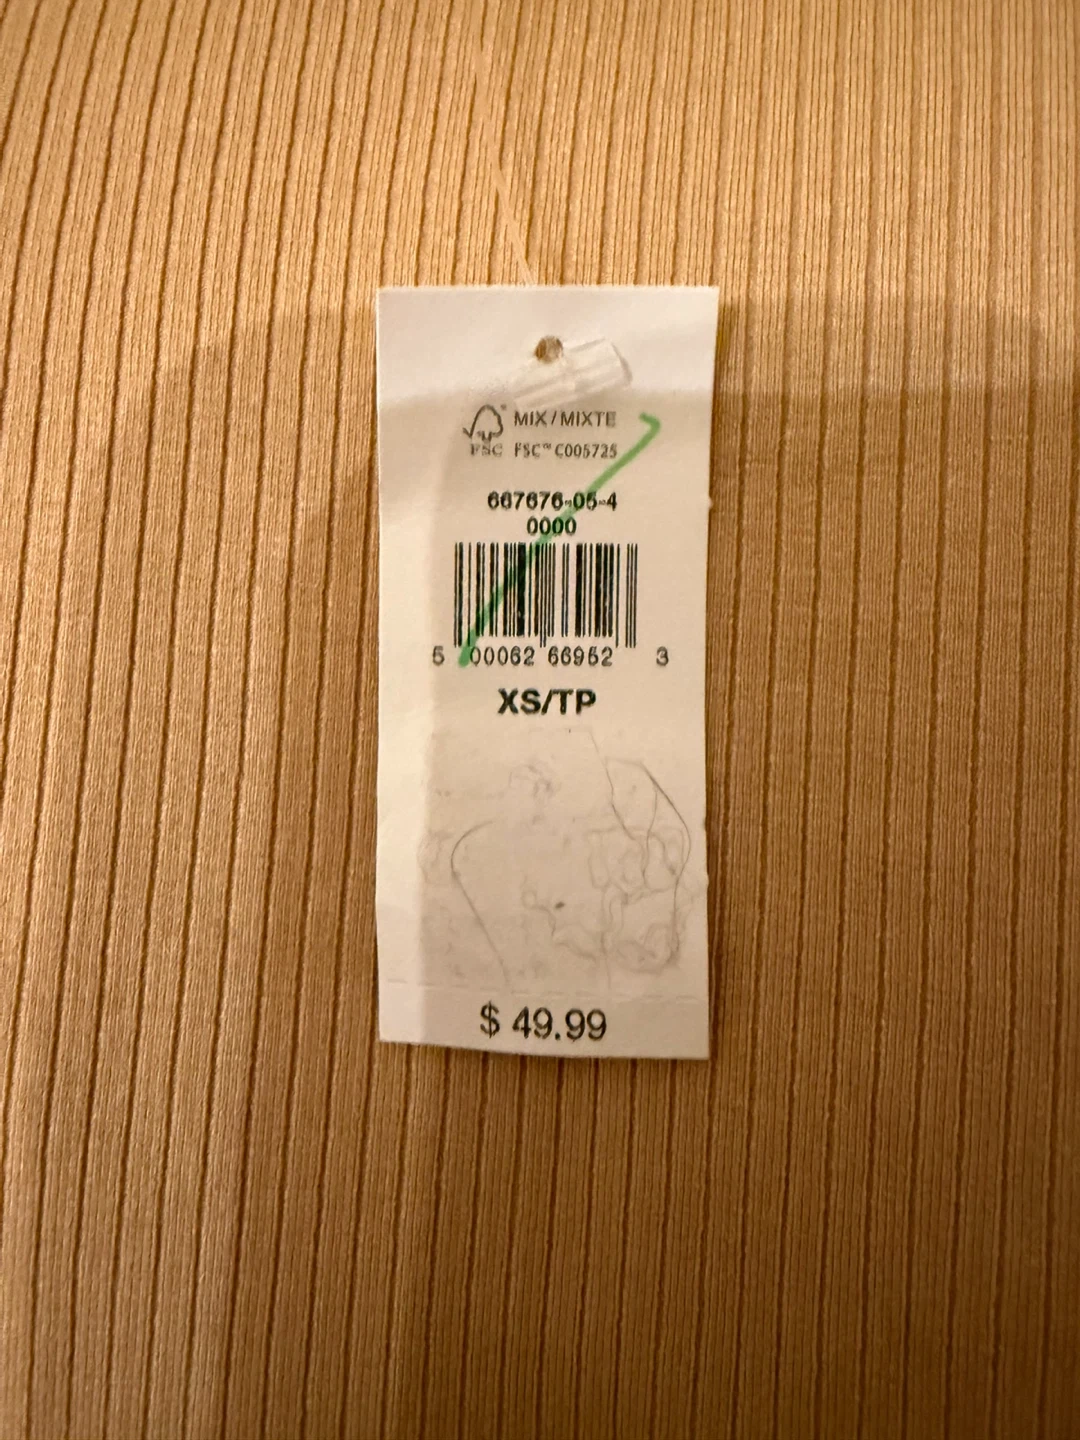 MIX / MIXTE
FSC FSC™ C005725
667676-05-4
0000
5 00062 66952 3
XS/TP
$ 49.99